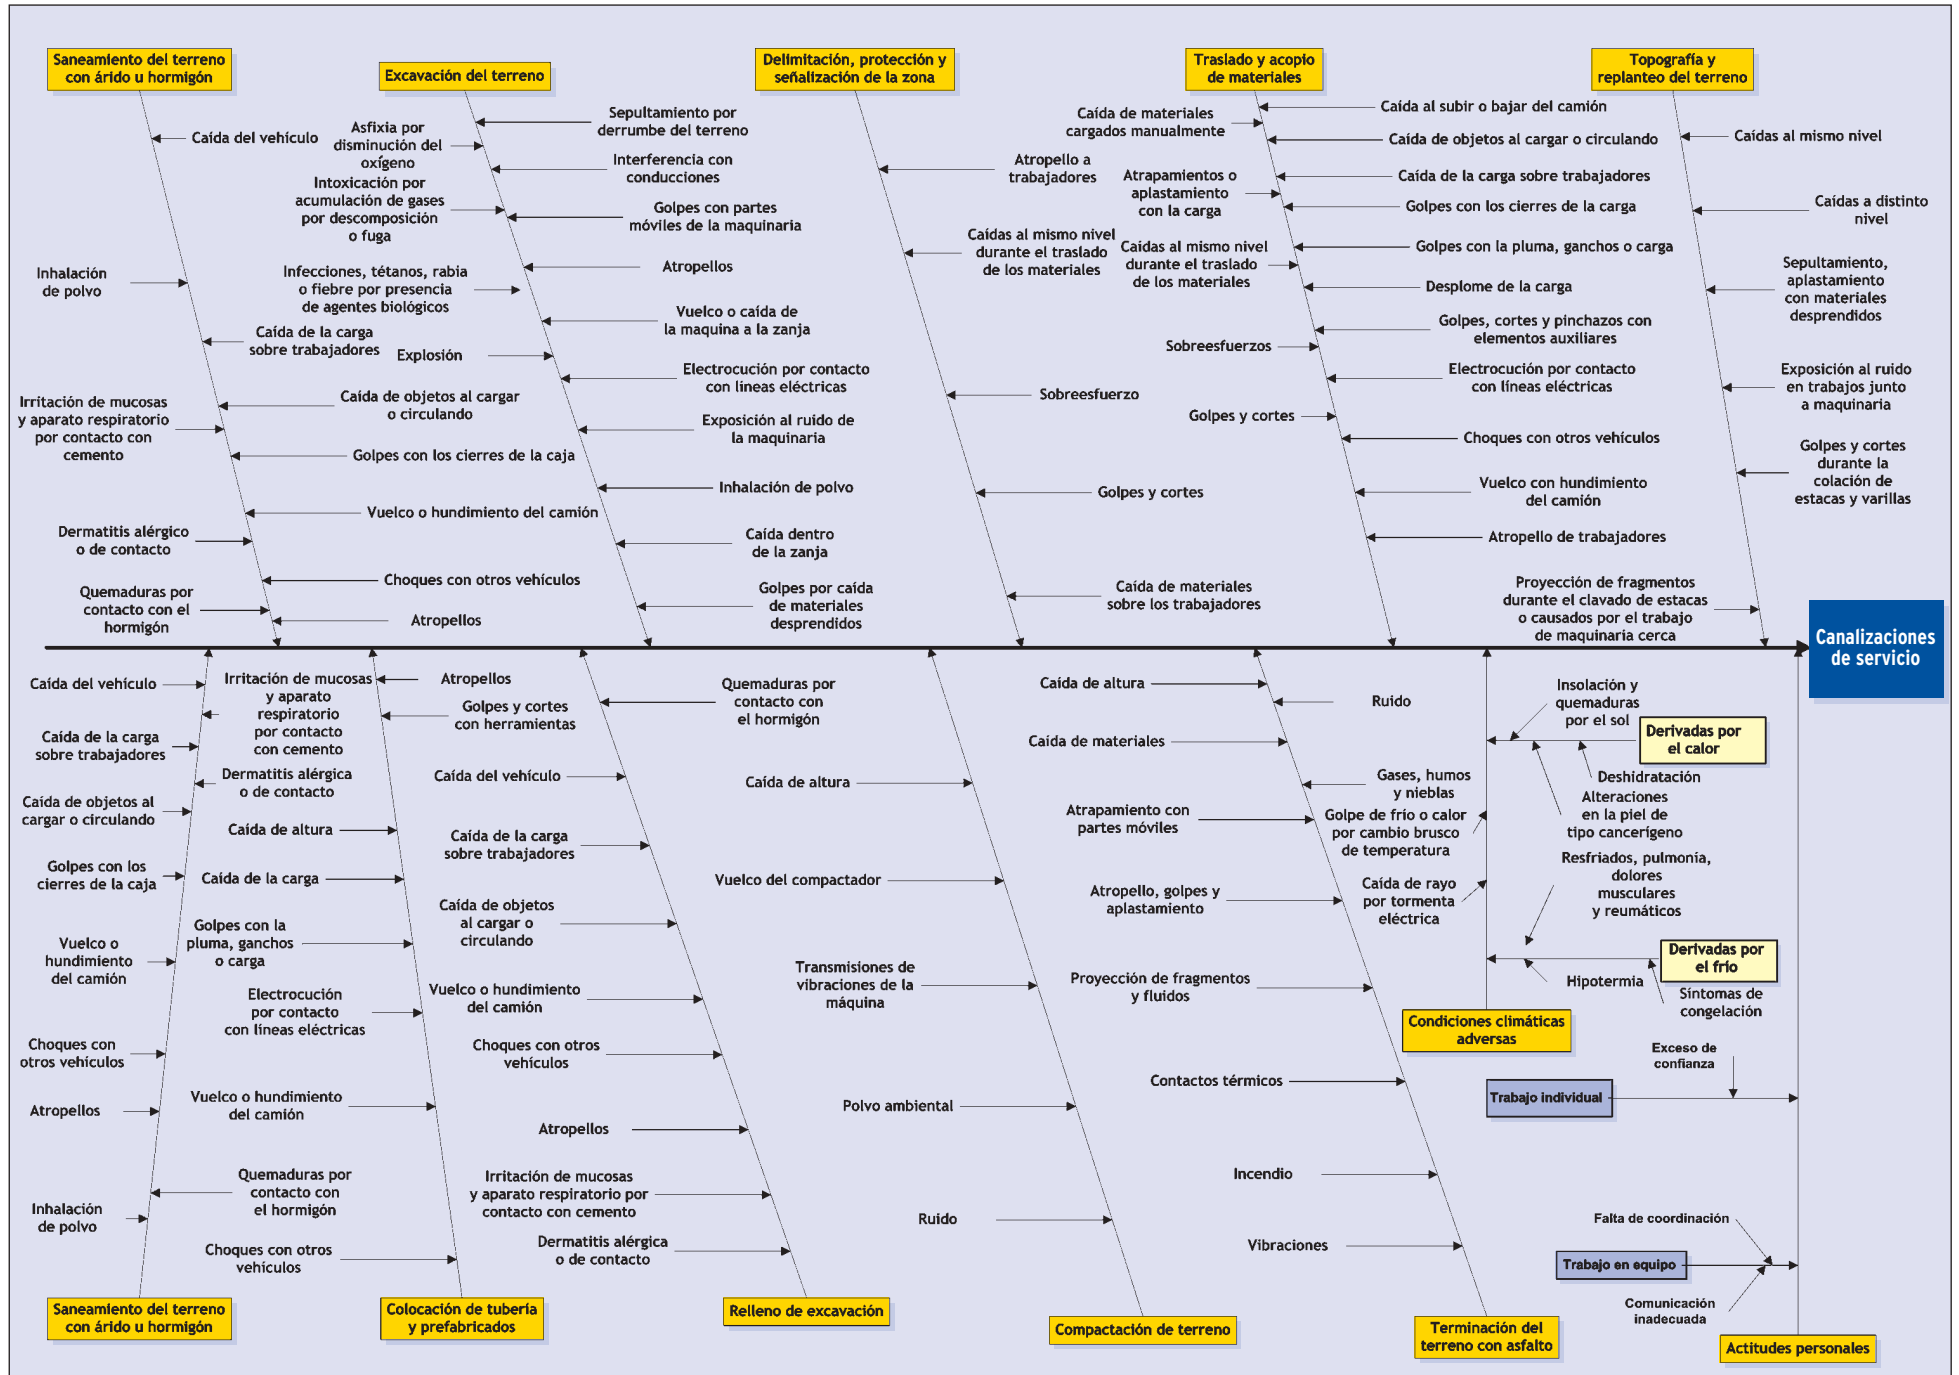 Saneamiento del terreno
con árido u hormigón
Caída del vehículo
Inhalación
de polvo
Caída de la carga
sobre trabajadores
Irritación de mucosas
y aparato respiratorio
por contacto con
cemento
Caída de objetos al cargar
o circulando
Golpes con los cierres de la caja
Vuelco o hundimiento del camión
Dermatitis alérgico
o de contacto
Choques con otros vehículos
Quemaduras por
contacto con el
hormigón
Atropellos
Excavación del terreno
Sepultamiento por
derrumbe del terreno
Asfixia por
disminución del
oxígeno
Interferencia con
conducciones
Intoxicación por
acumulación de gases
por descomposición
o fuga
Golpes con partes
móviles de la maquinaria
Atropellos
Infecciones, tétanos, rabia
o fiebre por presencia
de agentes biológicos
Vuelco o caída de
la maquina a la zanja
Explosión
Electrocución por contacto
con líneas eléctricas
Exposición al ruido de
la maquinaria
Inhalación de polvo
Caída dentro
de la zanja
Golpes por caída
de materiales
desprendidos
Delimitación, protección y
señalización de la zona
Atropello a
trabajadores
Caídas al mismo nivel
durante el traslado
de los materiales
Sobreesfuerzo
Golpes y cortes
Caída de materiales
sobre los trabajadores
Traslado y acopio
de materiales
Caída al subir o bajar del camión
Caída de materiales
cargados manualmente
Caída de objetos al cargar o circulando
Caída de la carga sobre trabajadores
Atrapamientos o
aplastamiento
con la carga
Golpes con los cierres de la carga
Golpes con la pluma, ganchos o carga
Caídas al mismo nivel
durante el traslado
de los materiales
Desplome de la carga
Golpes, cortes y pinchazos con
elementos auxiliares
Sobreesfuerzos
Electrocución por contacto
con líneas eléctricas
Golpes y cortes
Choques con otros vehículos
Vuelco con hundimiento
del camión
Atropello de trabajadores
Topografía y
replanteo del terreno
Caídas al mismo nivel
Caídas a distinto
nivel
Sepultamiento,
aplastamiento
con materiales
desprendidos
Exposición al ruido
en trabajos junto
a maquinaria
Golpes y cortes
durante la
colación de
estacas y varillas
Proyección de fragmentos
durante el clavado de estacas
o causados por el trabajo
de maquinaria cerca
Canalizaciones
de servicio
Caída del vehículo
Irritación de mucosas
y aparato
respiratorio
por contacto
con cemento
Caída de la carga
sobre trabajadores
Dermatitis alérgica
o de contacto
Caída de objetos al
cargar o circulando
Golpes con los
cierres de la caja
Vuelco o
hundimiento
del camión
Choques con
otros vehículos
Atropellos
Quemaduras por
contacto con
el hormigón
Inhalación
de polvo
Saneamiento del terreno
con árido u hormigón
Atropellos
Golpes y cortes
con herramientas
Caída de altura
Caída de la carga
Golpes con la
pluma, ganchos
o carga
Electrocución
por contacto
con líneas eléctricas
Vuelco o hundimiento
del camión
Choques con otros
vehículos
Colocación de tubería
y prefabricados
Quemaduras por
contacto con
el hormigón
Caída del vehículo
Caída de la carga
sobre trabajadores
Caída de objetos
al cargar o
circulando
Vuelco o hundimiento
del camión
Choques con otros
vehículos
Atropellos
Irritación de mucosas
y aparato respiratorio por
contacto con cemento
Dermatitis alérgica
o de contacto
Relleno de excavación
Caída de altura
Vuelco del compactador
Transmisiones de
vibraciones de la
máquina
Polvo ambiental
Ruido
Compactación de terreno
Caída de altura
Ruido
Caída de materiales
Gases, humos
y nieblas
Atrapamiento con
partes móviles
Atropello, golpes y
aplastamiento
Proyección de fragmentos
y fluidos
Contactos térmicos
Incendio
Vibraciones
Terminación del
terreno con asfalto
Insolación y
quemaduras
por el sol
Derivadas por
el calor
Deshidratación
Alteraciones
en la piel de
tipo cancerígeno
Golpe de frío o calor
por cambio brusco
de temperatura
Resfriados, pulmonía,
dolores
musculares
y reumáticos
Caída de rayo
por tormenta
eléctrica
Derivadas por
el frío
Hipotermia
Síntomas de
congelación
Condiciones climáticas
adversas
Exceso de
confianza
Trabajo individual
Falta de coordinación
Trabajo en equipo
Comunicación
inadecuada
Actitudes personales